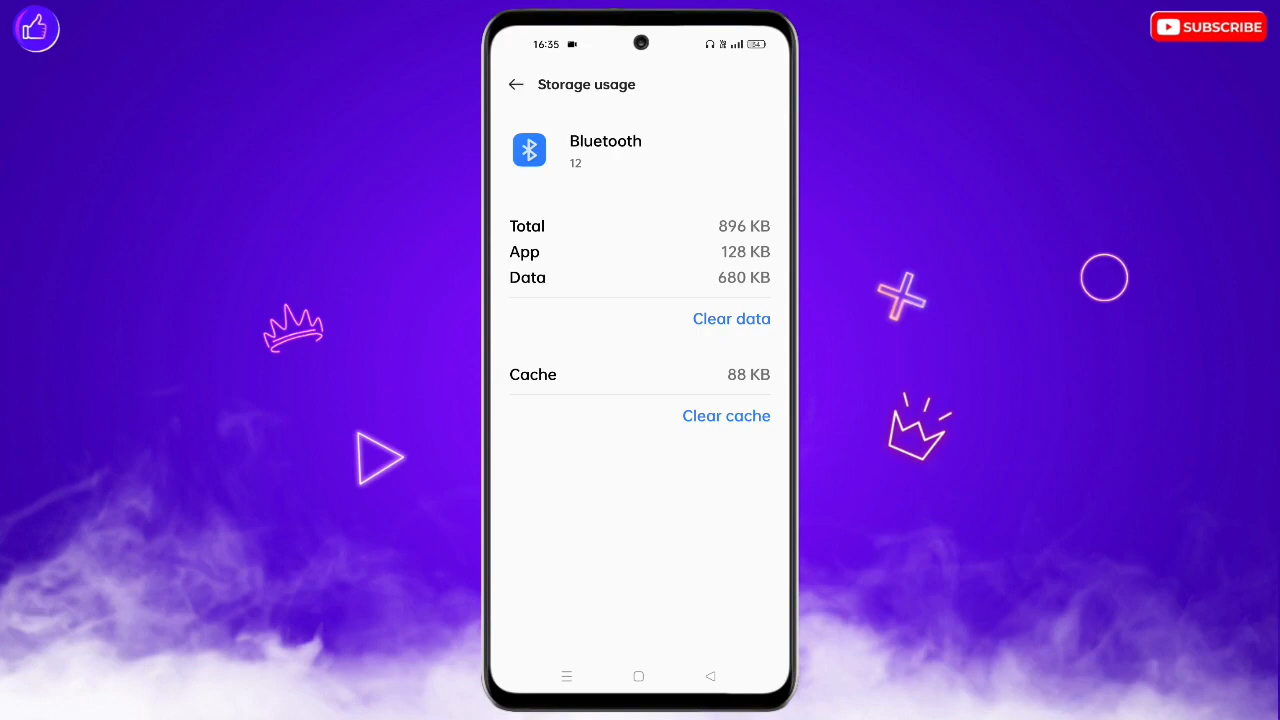 SUBSCRIBE
16:35 54
Storage usage
Bluetooth
12
Total 896 KB
App 128 KB
Data 680 KB
Clear data
Cache 88 KB
Clear cache